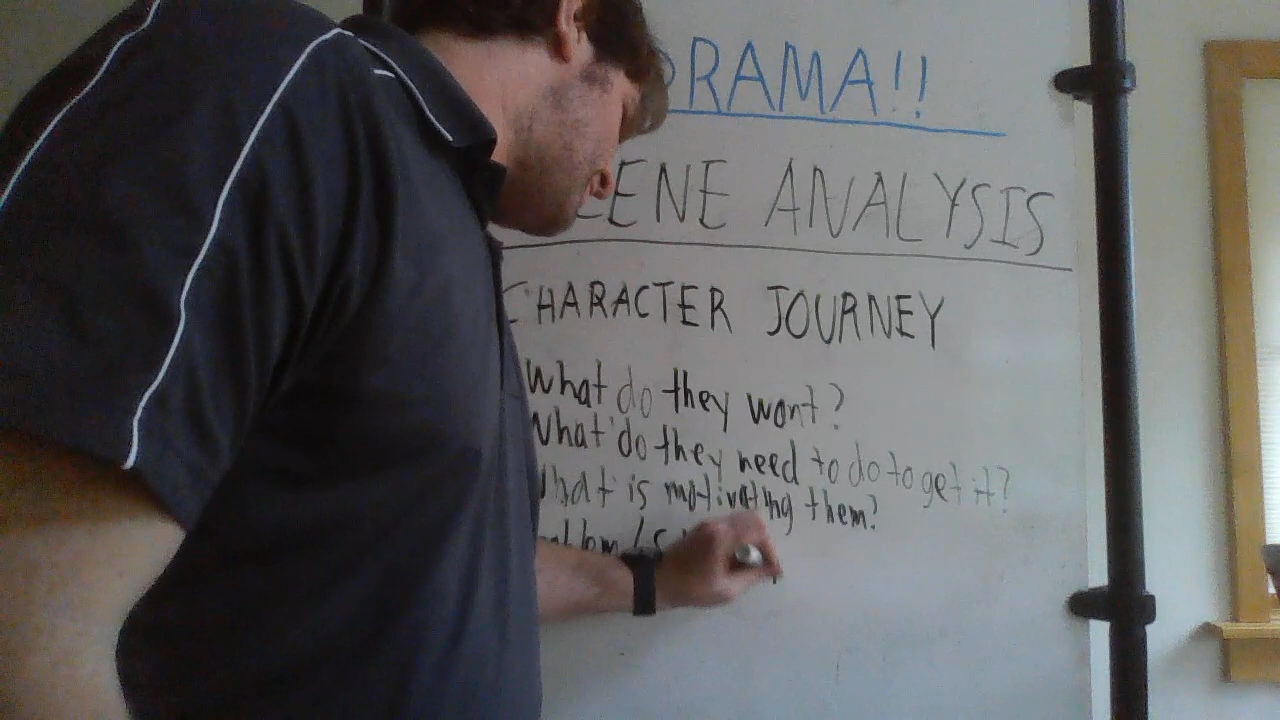 RAMA!!
ENE ANALYSIS
CHARACTER JOURNEY
What do they want?
What do they need to do to get it?
What is motivating them?